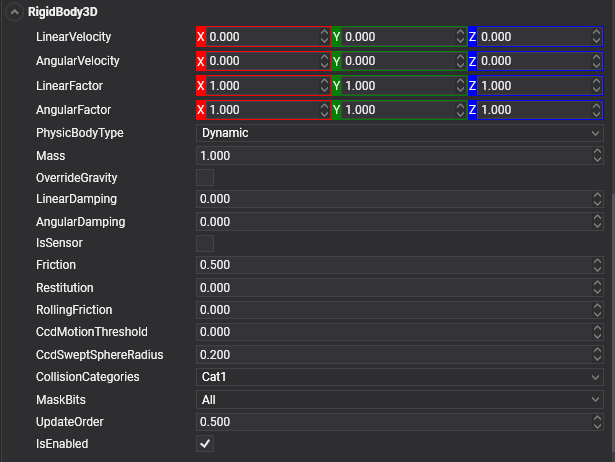 RigidBody3D
LinearVelocity X 0.000 Y 0.000 Z 0.000
AngularVelocity X 0.000 Y 0.000 Z 0.000
LinearFactor X 1.000 Y 1.000 Z 1.000
AngularFactor X 1.000 Y 1.000 Z 1.000
PhysicBodyType Dynamic
Mass 1.000
OverrideGravity
LinearDamping 0.000
AngularDamping 0.000
IsSensor
Friction 0.500
Restitution 0.000
RollingFriction 0.000
CcdMotionThreshold 0.000
CcdSweptSphereRadius 0.200
CollisionCategories Cat1
MaskBits All
UpdateOrder 0.500
IsEnabled